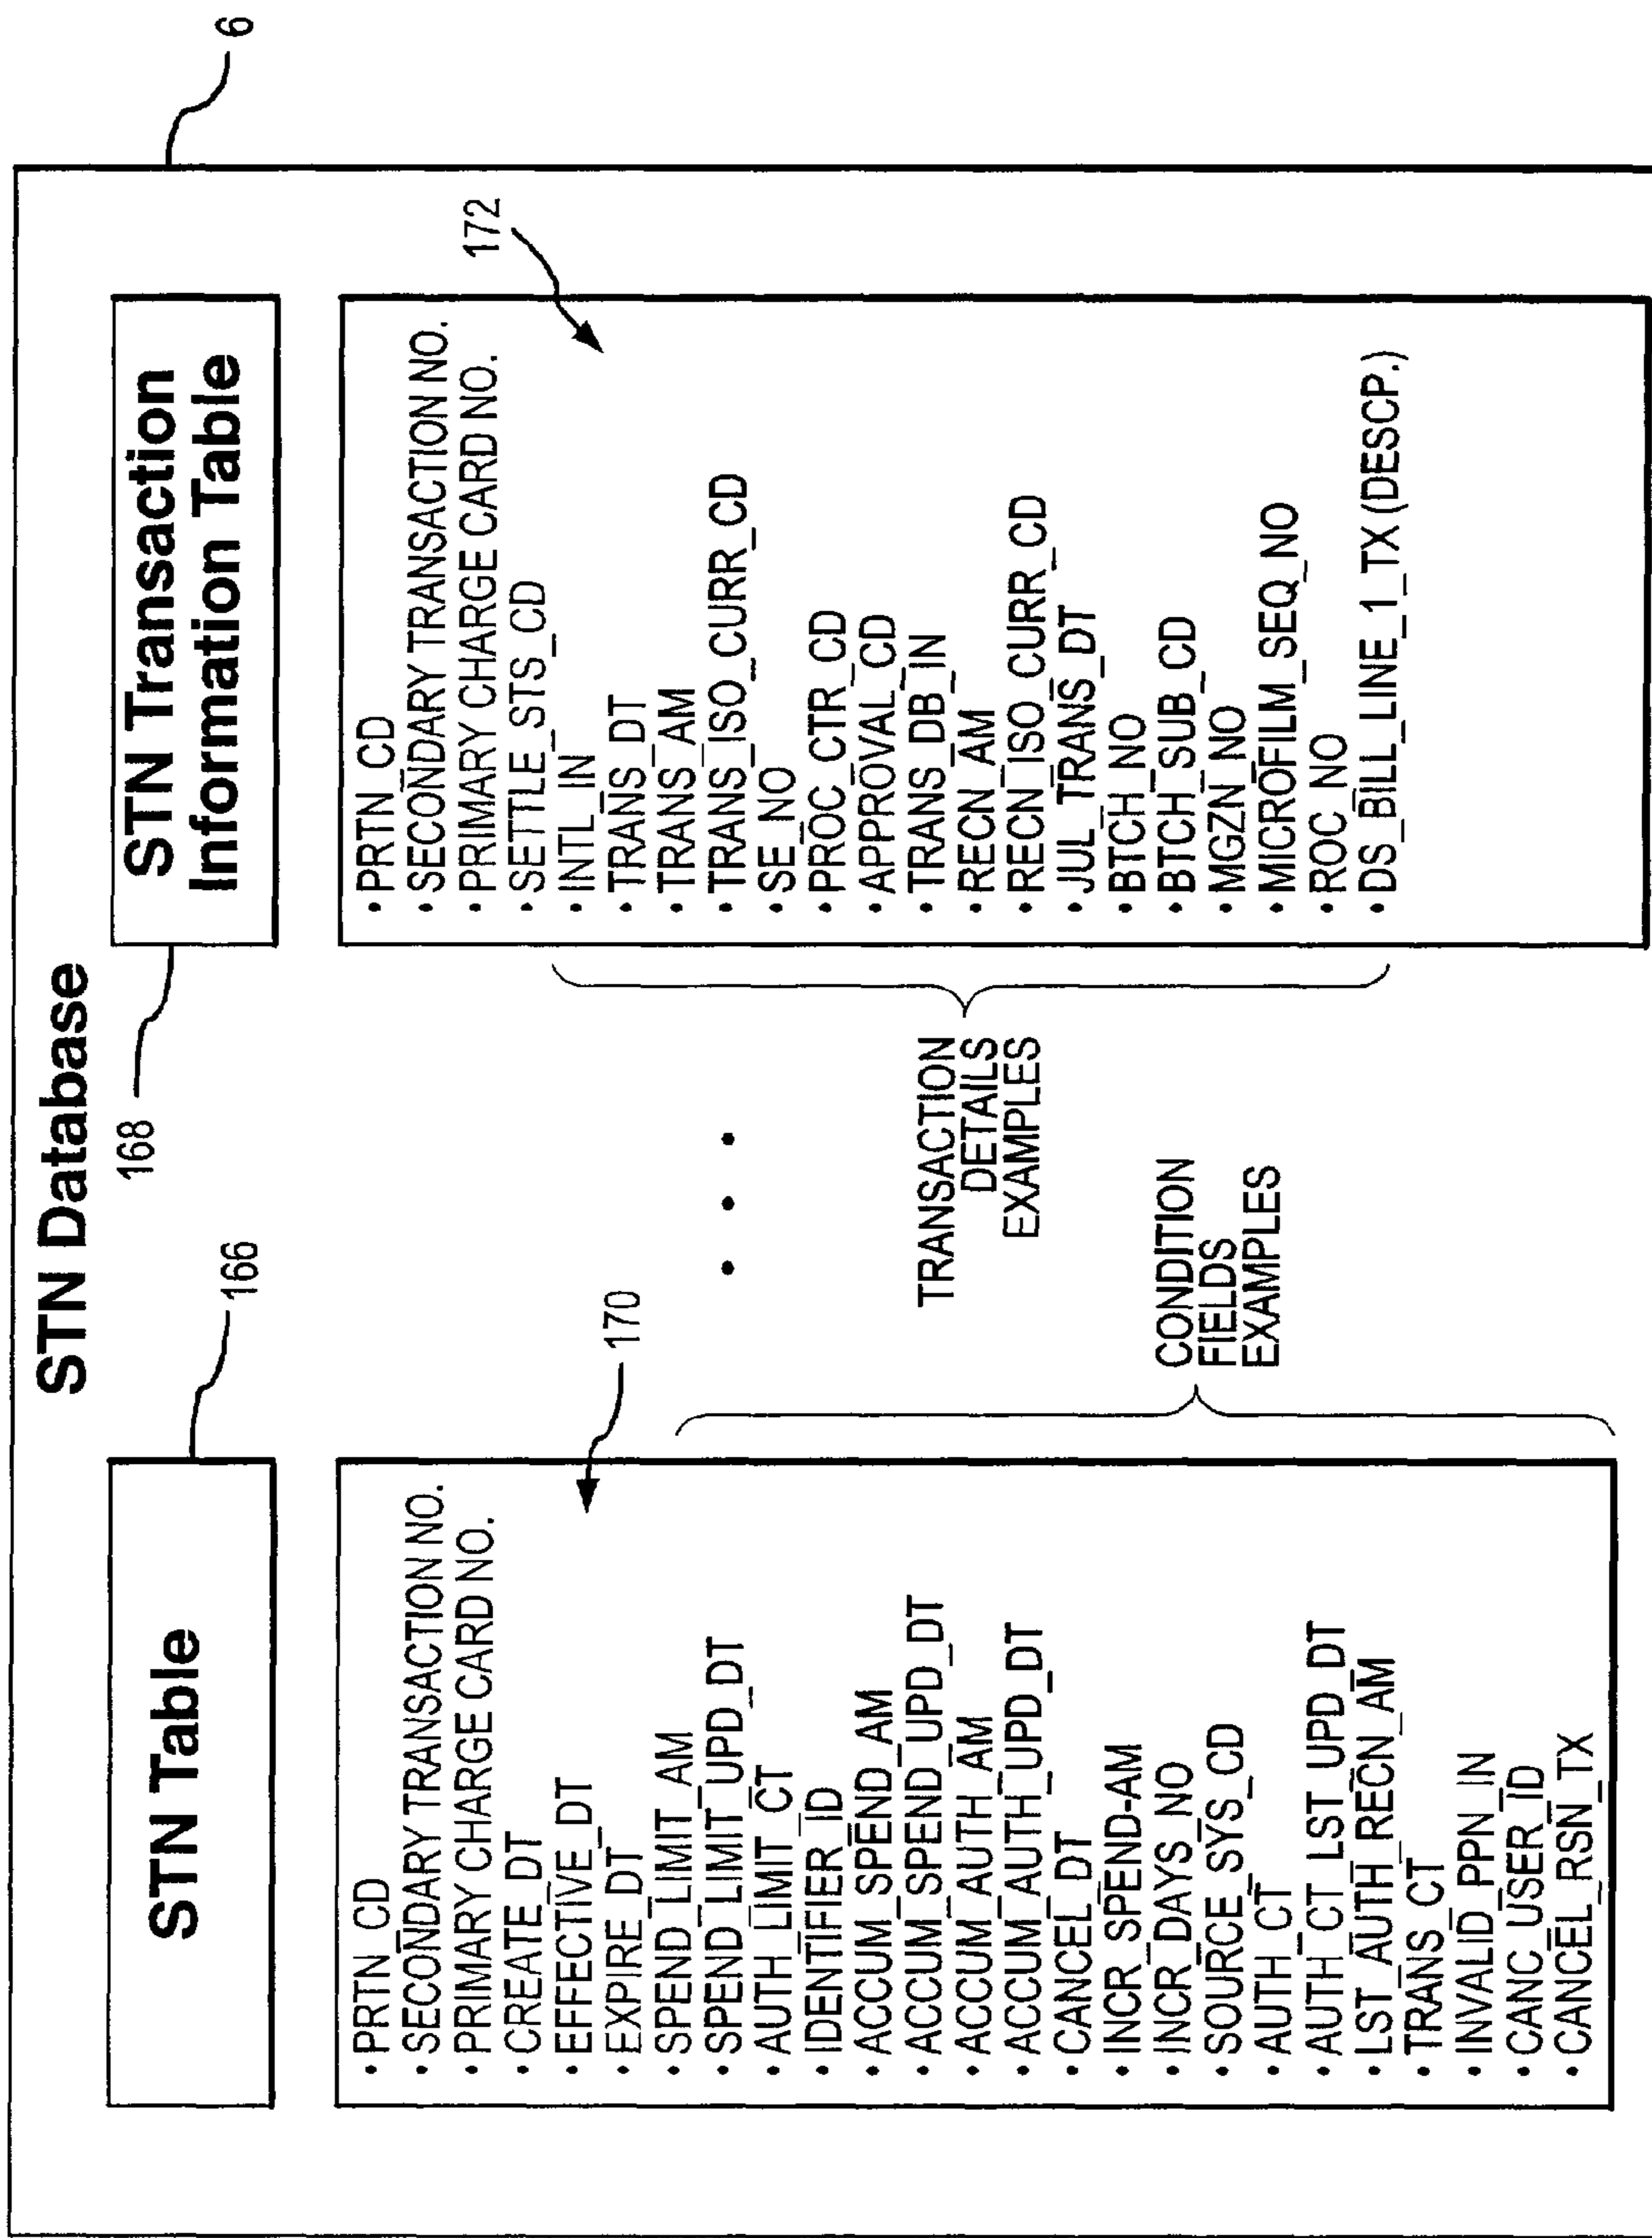 STN Database
6
STN Table
166
• PRTN_CD
• SECONDARY TRANSACTION NO.
• PRIMARY CHARGE CARD NO.
• CREATE_DT
• EFFECTIVE_DT
• EXPIRE_DT
• SPEND_LIMIT_AM
• SPEND_LIMIT_UPD_DT
• AUTH_LIMIT_CT
• IDENTIFIER_ID
• ACCUM_SPEND_AM
• ACCUM_SPEND_UPD_DT
• ACCUM_AUTH_AM
• ACCUM_AUTH_UPD_DT
• CANCEL_DT
• INCR_SPEND-AM
• INCR_DAYS_NO
• SOURCE_SYS_CD
• AUTH_CT
• AUTH_CT_LST_UPD_DT
• LST_AUTH_RECN_AM
• TRANS_CT
• INVALID_PPN_IN
• CANC_USER_ID
• CANCEL_RSN_TX
170
CONDITION
FIELDS
EXAMPLES
• • •
168
STN Transaction
Information Table
172
• PRTN_CD
• SECONDARY TRANSACTION NO.
• PRIMARY CHARGE CARD NO.
• SETTLE_STS_CD
• INTL_IN
• TRANS_DT
• TRANS_AM
• TRANS_ISO_CURR_CD
• SE_NO
• PROC_CTR_CD
• APPROVAL_CD
• TRANS_DB_IN
• RECN_AM
• RECN_ISO_CURR_CD
• JUL_TRANS_DT
• BTCH_NO
• BTCH_SUB_CD
• MGZN_NO
• MICROFILM_SEQ_NO
• ROC_NO
• DS_BILL_LINE_1_TX (DESCP.)
TRANSACTION
DETAILS
EXAMPLES